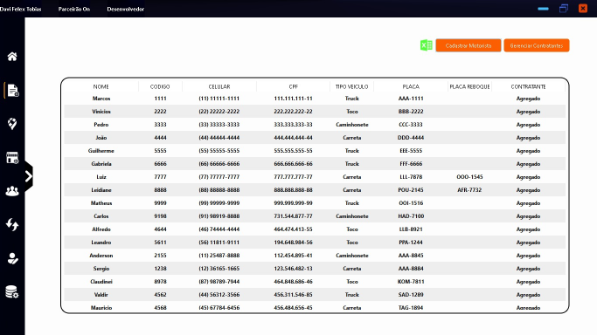 Davi Felex Tobias Parceirão On Desenvolvedor
Cadastrar Motorista Gerenciar Contratantes
NOME CODIGO CELULAR CPF TIPO VEICULO PLACA PLACA REBOQUE CONTRATANTE
Marcos 1111 (11) 11111-1111 111.111.111-11 Truck AAA-1111 Agregado
Vinicios 2222 (22) 22222-2222 222.222.222-22 Toco BBB-2222 Agregado
Pedro 3333 (33) 33333-3333 333.333.333-33 Caminhonete CCC-3333 Agregado
João 4444 (44) 44444-4444 444.444.444-44 Carreta DDD-4444 Agregado
Guilherme 5555 (55) 55555-5555 555.555.555-55 Truck EEE-5555 Agregado
Gabriela 6666 (66) 66666-6666 666.666.666-66 Truck FFF-6666 Agregado
Luiz 7777 (77) 77777-7777 777.777.777-77 Carreta LLL-7878 OGO-1545 Agregado
Leidiane 8888 (88) 88888-8888 888.888.888-88 Carreta POU-2145 AFR-7732 Agregado
Matheus 9999 (99) 99999-9999 999.999.999-99 Truck OGI-1516 Agregado
Carlos 9198 (91) 98919-8888 731.544.877-77 Caminhonete HAD-7100 Agregado
Alfredo 4644 (46) 74444-4444 464.474.413-55 Toco LLB-8921 Agregado
Leandro 5611 (56) 11811-9111 194.648.984-56 Toco PPA-1244 Agregado
Anderson 2155 (11) 25487-8888 112.454.895-41 Caminhonete AAA-8845 Agregado
Sergio 1238 (12) 36165-1665 123.546.482-13 Carreta AAA-8884 Agregado
Claudinei 8978 (87) 98789-7944 464.848.686-46 Toco KOM-7811 Agregado
Valdir 4562 (44) 56312-3566 456.311.546-85 Truck SAD-1289 Agregado
Mauricio 4568 (45) 67784-6456 456.484.656-45 Carreta TAG-1894 Agregado